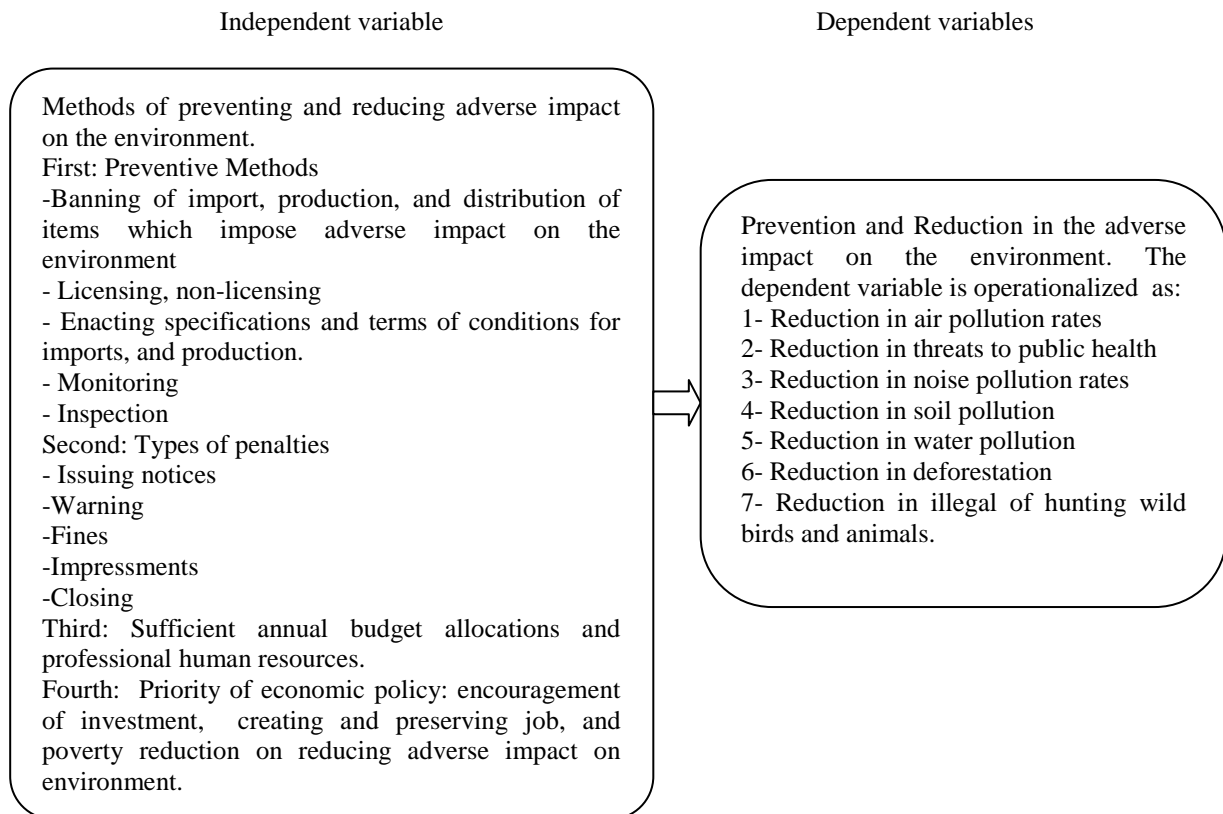 Independent variable
Dependent variables
Methods of preventing and reducing adverse impact
on the environment.
First: Preventive Methods
-Banning of import, production, and distribution of
items which impose adverse impact on the
environment
- Licensing, non-licensing
- Enacting specifications and terms of conditions for
imports, and production.
- Monitoring
- Inspection
Second: Types of penalties
- Issuing notices
-Warning
-Fines
-Impressments
-Closing
Third: Sufficient annual budget allocations and
professional human resources.
Fourth: Priority of economic policy: encouragement
of investment, creating and preserving job, and
poverty reduction on reducing adverse impact on
environment.
Prevention and Reduction in the adverse
impact on the environment. The
dependent variable is operationalized as:
1- Reduction in air pollution rates
2- Reduction in threats to public health
3- Reduction in noise pollution rates
4- Reduction in soil pollution
5- Reduction in water pollution
6- Reduction in deforestation
7- Reduction in illegal of hunting wild
birds and animals.